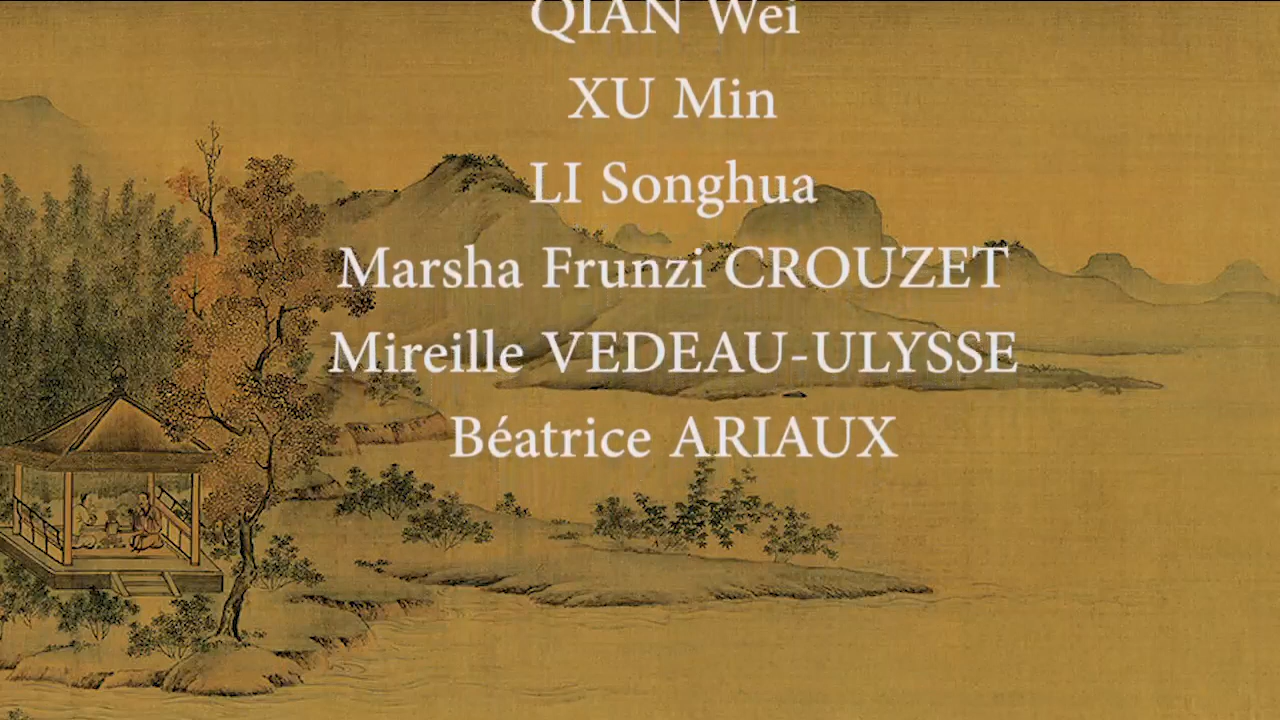 QIAN Wei
XU Min
LI Songhua
Marsha Frunzi CROUZET
Mireille VEDEAU-ULYSSE
Béatrice ARIAUX